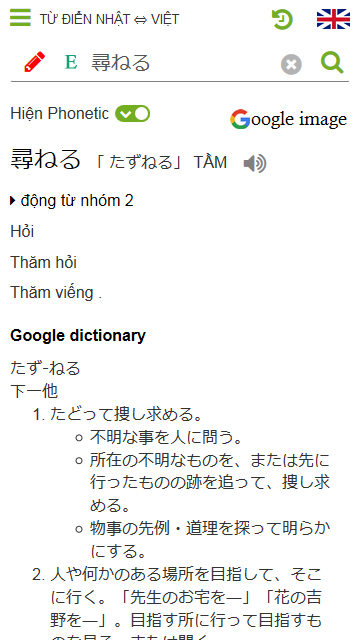 TỪ ĐIỂN NHẬT ⇔ VIỆT
E 尋ねる
Hiện Phonetic
Google image
尋ねる 「 たずねる」 TẦM
động từ nhóm 2
Hỏi
Thăm hỏi
Thăm viếng .
Google dictionary
たず‐ねる
下一他
1. たどって捜し求める。
不明な事を人に問う。
所在の不明なものを、または先に
行ったものの跡を追って、捜し求
める。
物事の先例・道理を探って明らか
にする。
2. 人や何かのある場所を目指して、そこ
に行く。「先生のお宅を―」「花の吉
野を―」。目指す所に行って目指すも
のを見る、または聞く。